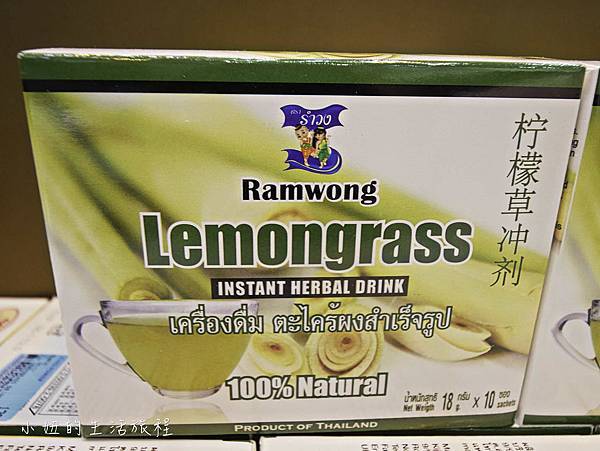 ตรา
รำวง
Ramwong
Lemongrass
INSTANT HERBAL DRINK
เครื่องดื่ม ตะไคร้ผงสำเร็จรูป
100% Natural
柠檬草冲剂
น้ำหนักสุทธิ 18 กรัม x 10 ซอง
Net Weigth 18 g. x 10 sachets
PRODUCT OF THAILAND
小妞的生活旅程